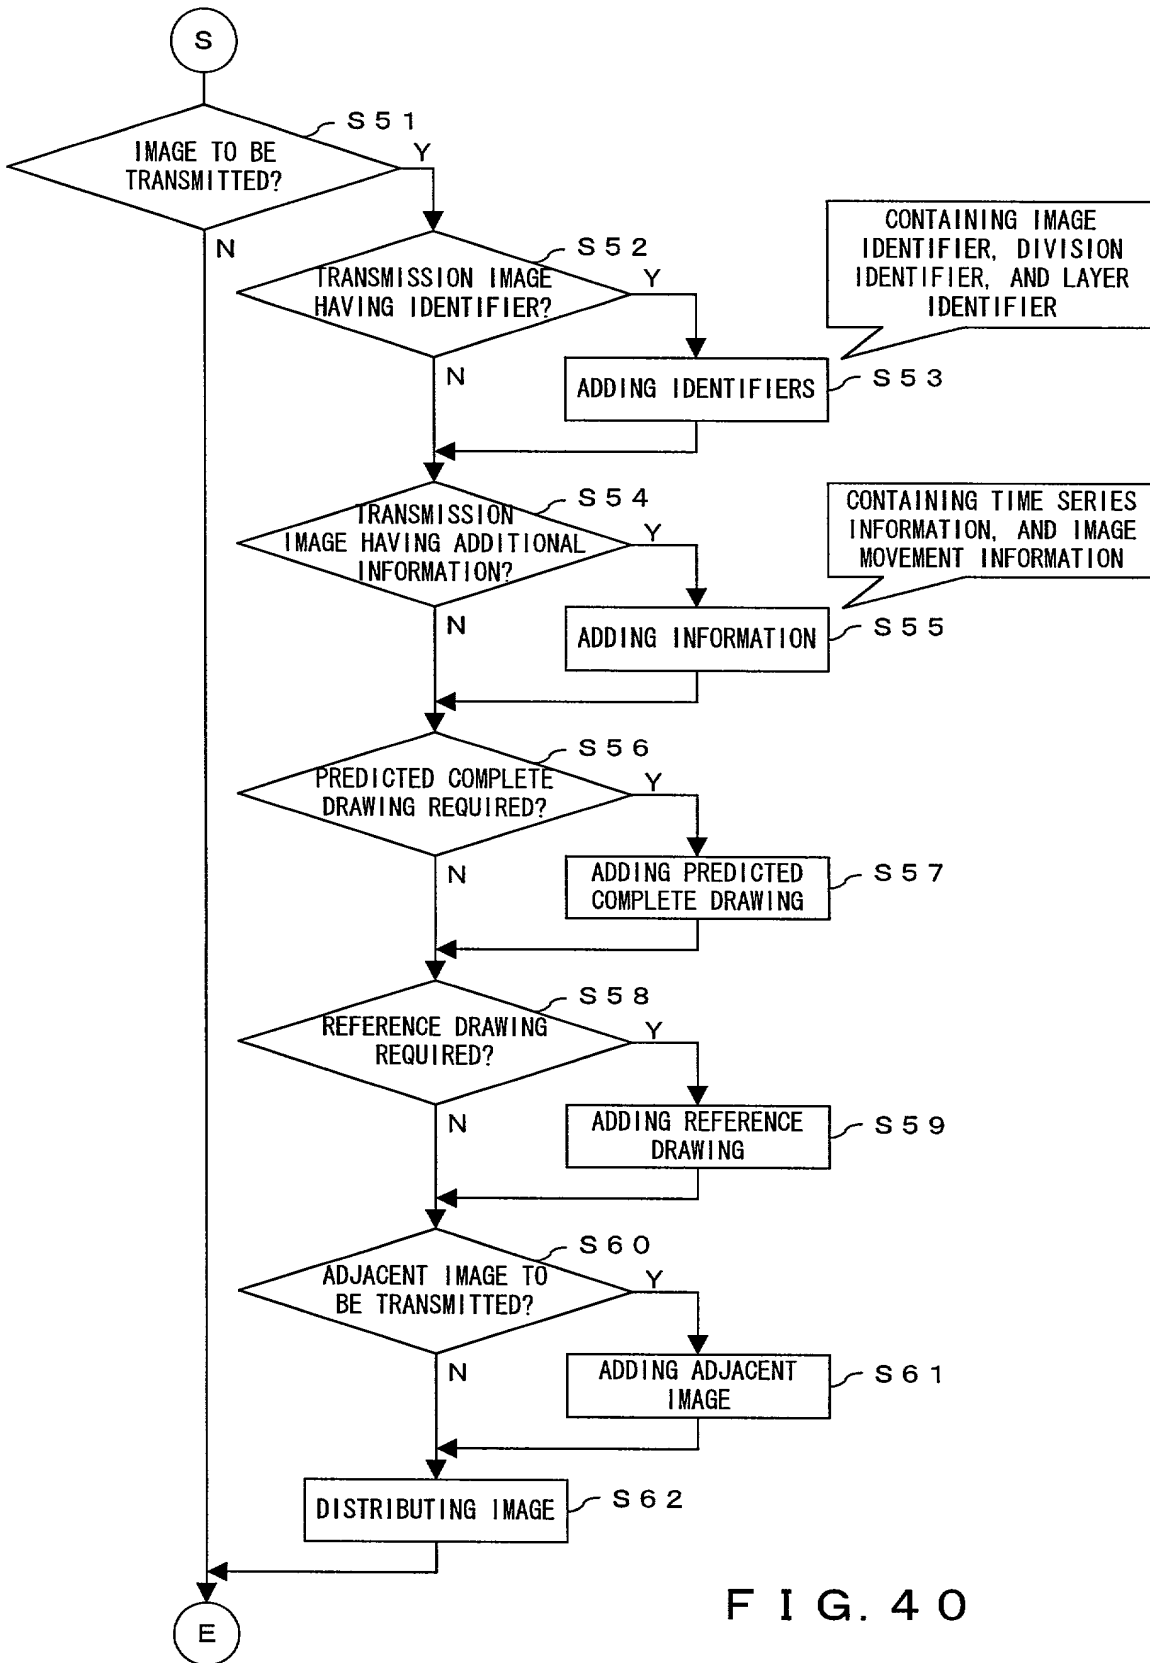 S
S51
IMAGE TO BE
TRANSMITTED?
Y
N
S52
TRANSMISSION IMAGE
HAVING IDENTIFIER?
Y
N
CONTAINING IMAGE
IDENTIFIER, DIVISION
IDENTIFIER, AND LAYER
IDENTIFIER
ADDING IDENTIFIERS
S53
S54
TRANSMISSION
IMAGE HAVING ADDITIONAL
INFORMATION?
Y
N
CONTAINING TIME SERIES
INFORMATION, AND IMAGE
MOVEMENT INFORMATION
ADDING INFORMATION
S55
S56
PREDICTED COMPLETE
DRAWING REQUIRED?
Y
N
ADDING PREDICTED
COMPLETE DRAWING
S57
S58
REFERENCE DRAWING
REQUIRED?
Y
N
ADDING REFERENCE
DRAWING
S59
S60
ADJACENT IMAGE TO
BE TRANSMITTED?
Y
N
ADDING ADJACENT
IMAGE
S61
DISTRIBUTING IMAGE
S62
E
FIG. 40